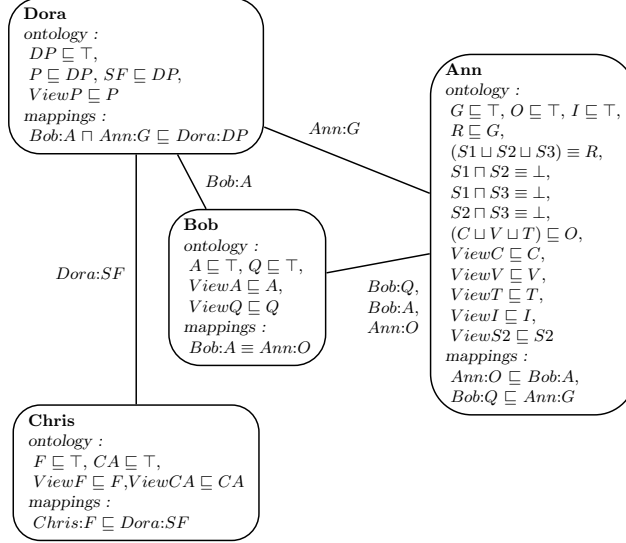 Dora
ontology :
DP ⊑ ⊤,
P ⊑ DP, SF ⊑ DP,
ViewP ⊑ P
mappings :
Bob:A ⊓ Ann:G ⊑ Dora:DP
Ann:G
Bob:A
Dora:SF
Bob
ontology :
A ⊑ ⊤, Q ⊑ ⊤,
ViewA ⊑ A,
ViewQ ⊑ Q
mappings :
Bob:A ≡ Ann:O
Bob:Q,
Bob:A,
Ann:O
Ann
ontology :
G ⊑ ⊤, O ⊑ ⊤, I ⊑ ⊤,
R ⊑ G,
(S1 ⊔ S2 ⊔ S3) ≡ R,
S1 ⊓ S2 ≡ ⊥,
S1 ⊓ S3 ≡ ⊥,
S2 ⊓ S3 ≡ ⊥,
(C ⊔ V ⊔ T) ⊑ O,
ViewC ⊑ C,
ViewV ⊑ V,
ViewT ⊑ T,
ViewI ⊑ I,
ViewS2 ⊑ S2
mappings :
Ann:O ⊑ Bob:A,
Bob:Q ⊑ Ann:G
Chris
ontology :
F ⊑ ⊤, CA ⊑ ⊤,
ViewF ⊑ F,ViewCA ⊑ CA
mappings :
Chris:F ⊑ Dora:SF